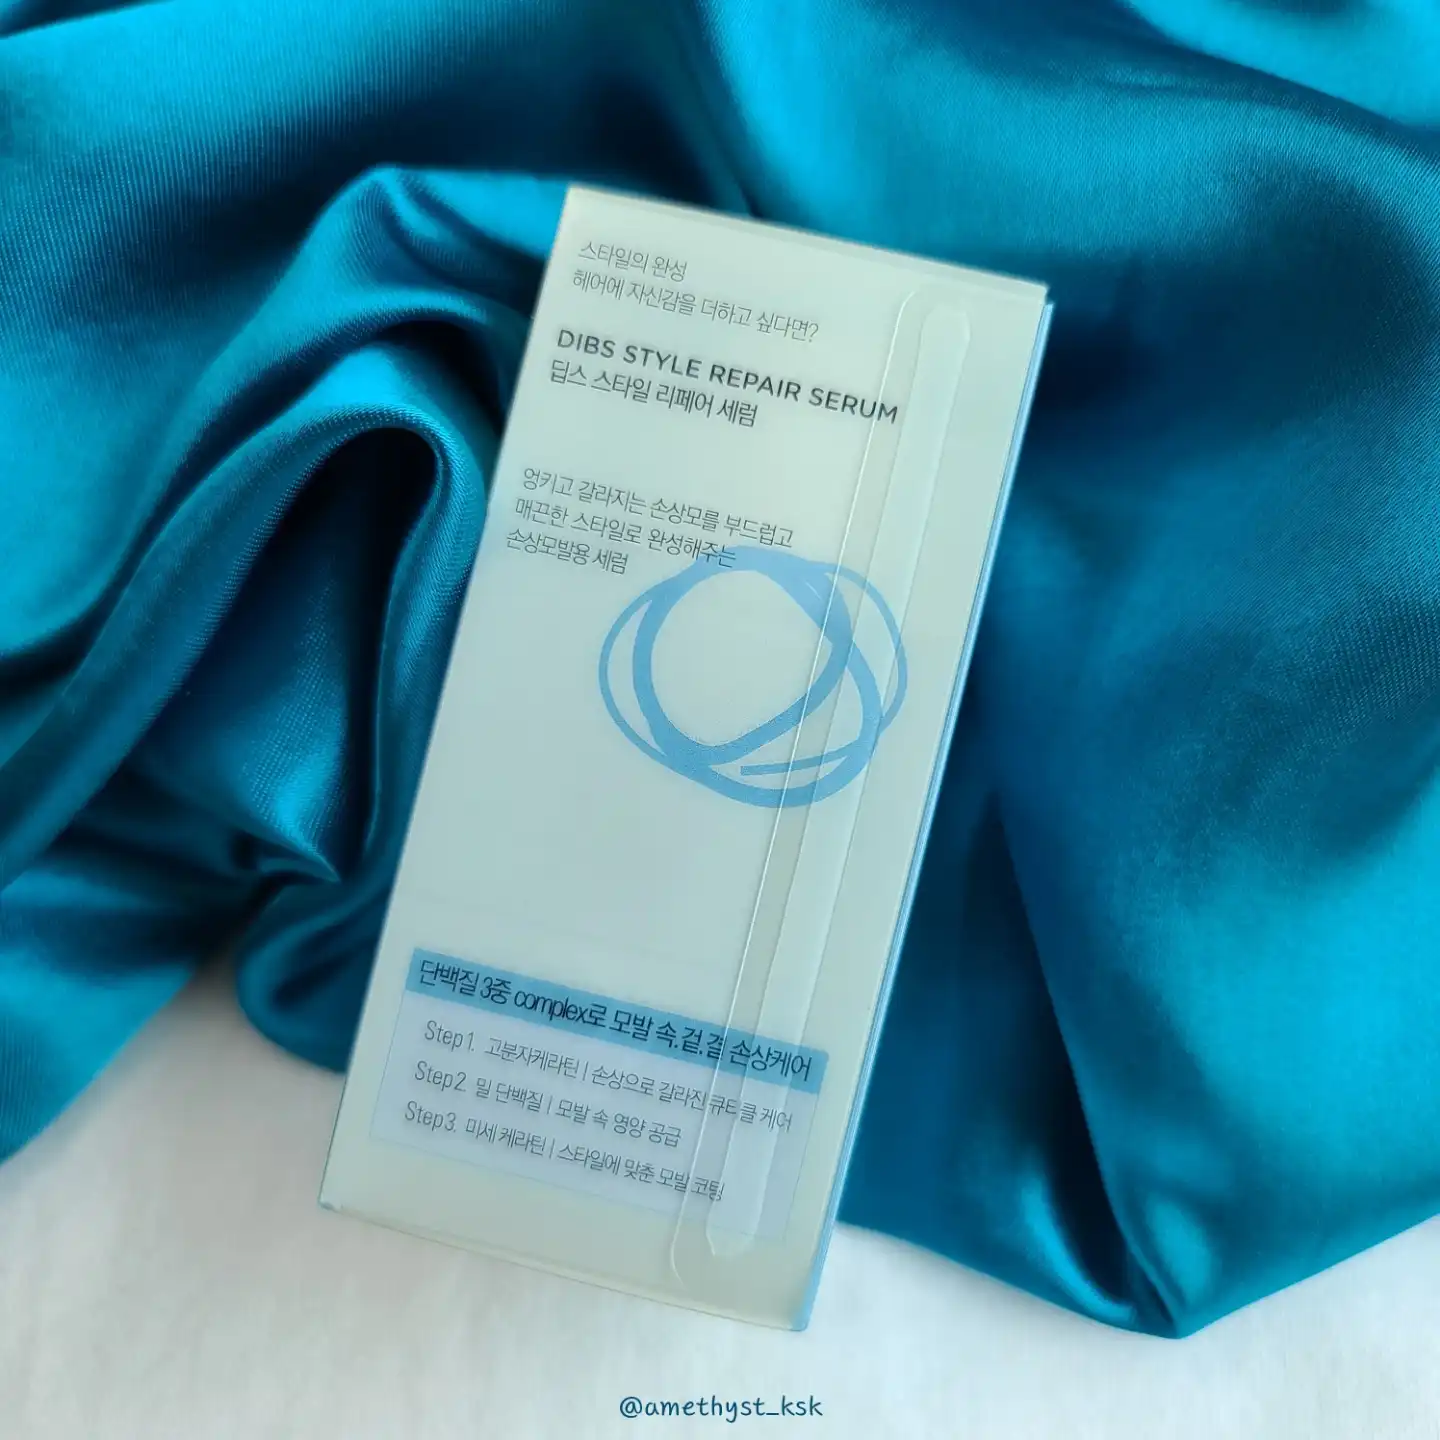 스타일의 완성
헤어에 자신감을 더하고 싶다면?
DIBS STYLE REPAIR SERUM
딥스 스타일 리페어 세럼
엉키고 갈라지는 손상모를 부드럽고
매끈한 스타일로 완성해주는
손상모발용 세럼
단백질 3중 complex로 모발 속.겉.결 손상케어
Step1. 고분자케라틴 | 손상으로 갈라진 큐티클 케어
Step2. 밀 단백질 | 모발 속 영양 공급
Step3. 미세 케라틴 | 스타일에 맞춘 모발 코팅
@amethyst_ksk